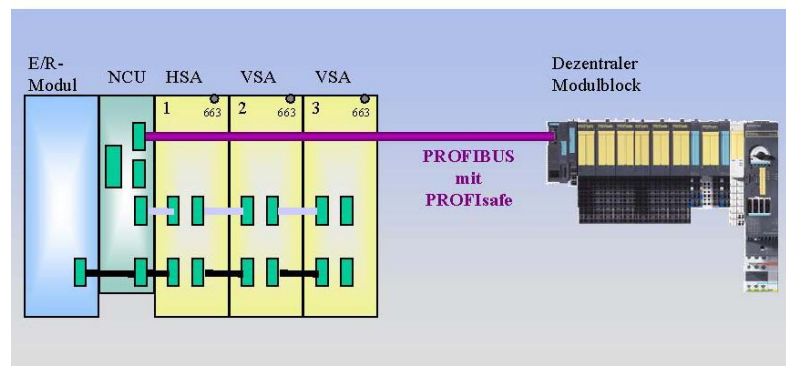 E/R-
Modul
NCU
HSA
VSA
VSA
Dezentraler
Modulblock
1
663
2
663
3
663
PROFIBUS
mit
PROFIsafe